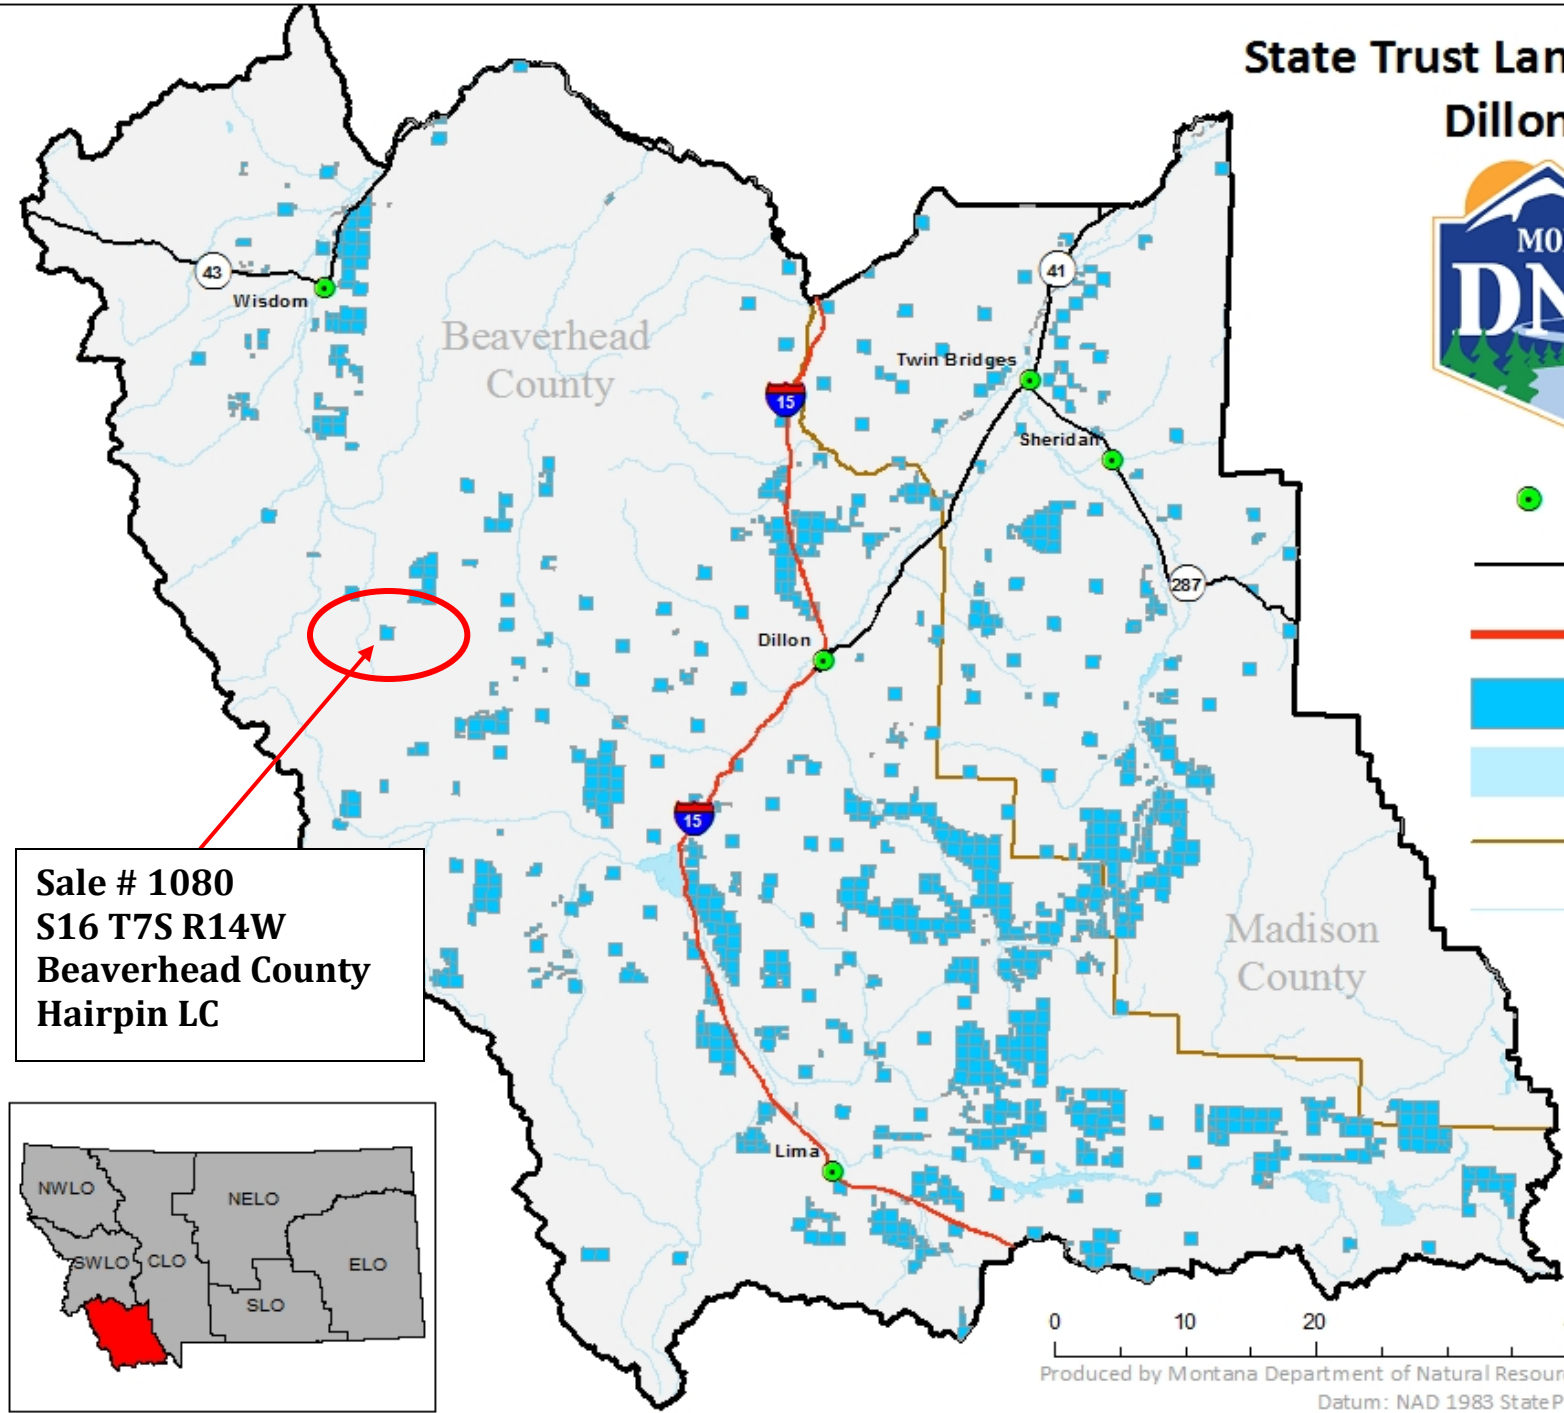 State Trust Lan
Dillon
MO
DN
43
Wisdom
41
Beaverhead
County
Twin Bridges
15
Sheridan
287
Dillon
15
Sale # 1080
S16 T7S R14W
Beaverhead County
Hairpin LC
Madison
County
Lima
NWLO
NELO
SWLO
CLO
ELO
SLO
0 10 20
Produced by Montana Department of Natural Resour
Datum: NAD 1983 StateP